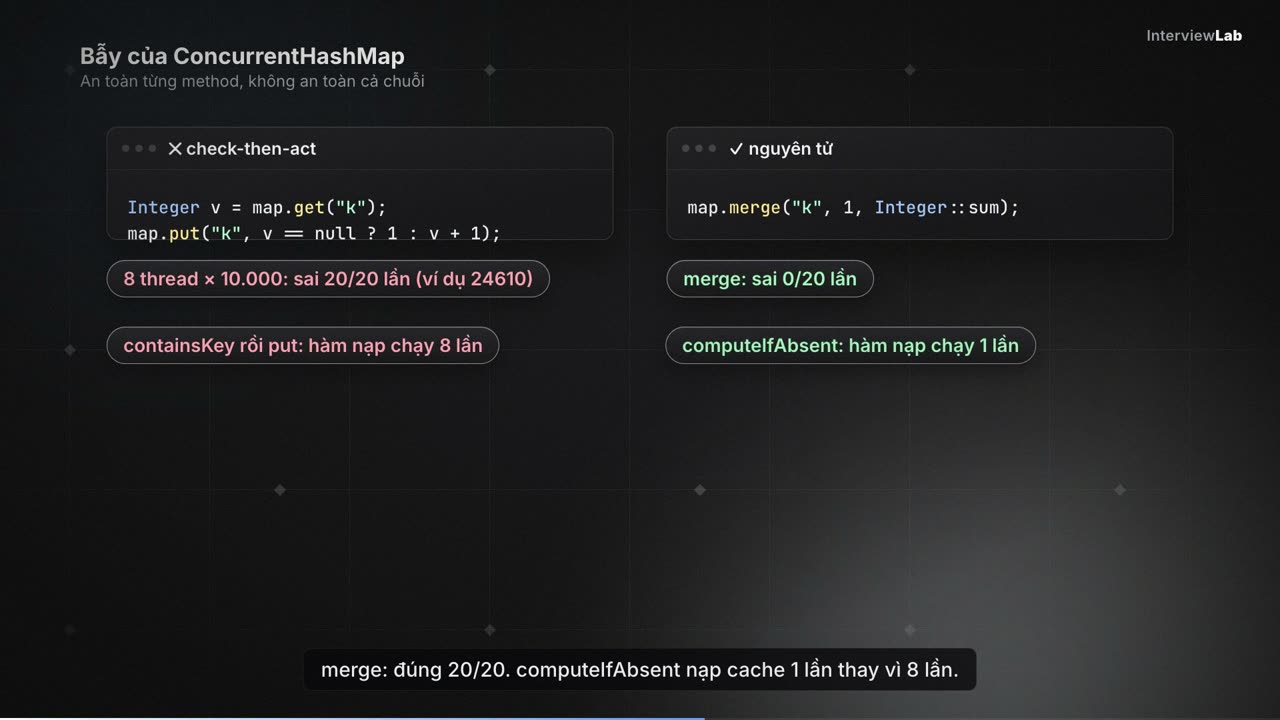 InterviewLab
Bẫy của ConcurrentHashMap
An toàn từng method, không an toàn cả chuỗi
✕ check-then-act
Integer v = map.get("k");
map.put("k", v == null ? 1 : v + 1);
8 thread × 10.000: sai 20/20 lần (ví dụ 24610)
containsKey rồi put: hàm nạp chạy 8 lần
✓ nguyên tử
map.merge("k", 1, Integer::sum);
merge: sai 0/20 lần
computeIfAbsent: hàm nạp chạy 1 lần
merge: đúng 20/20. computeIfAbsent nạp cache 1 lần thay vì 8 lần.